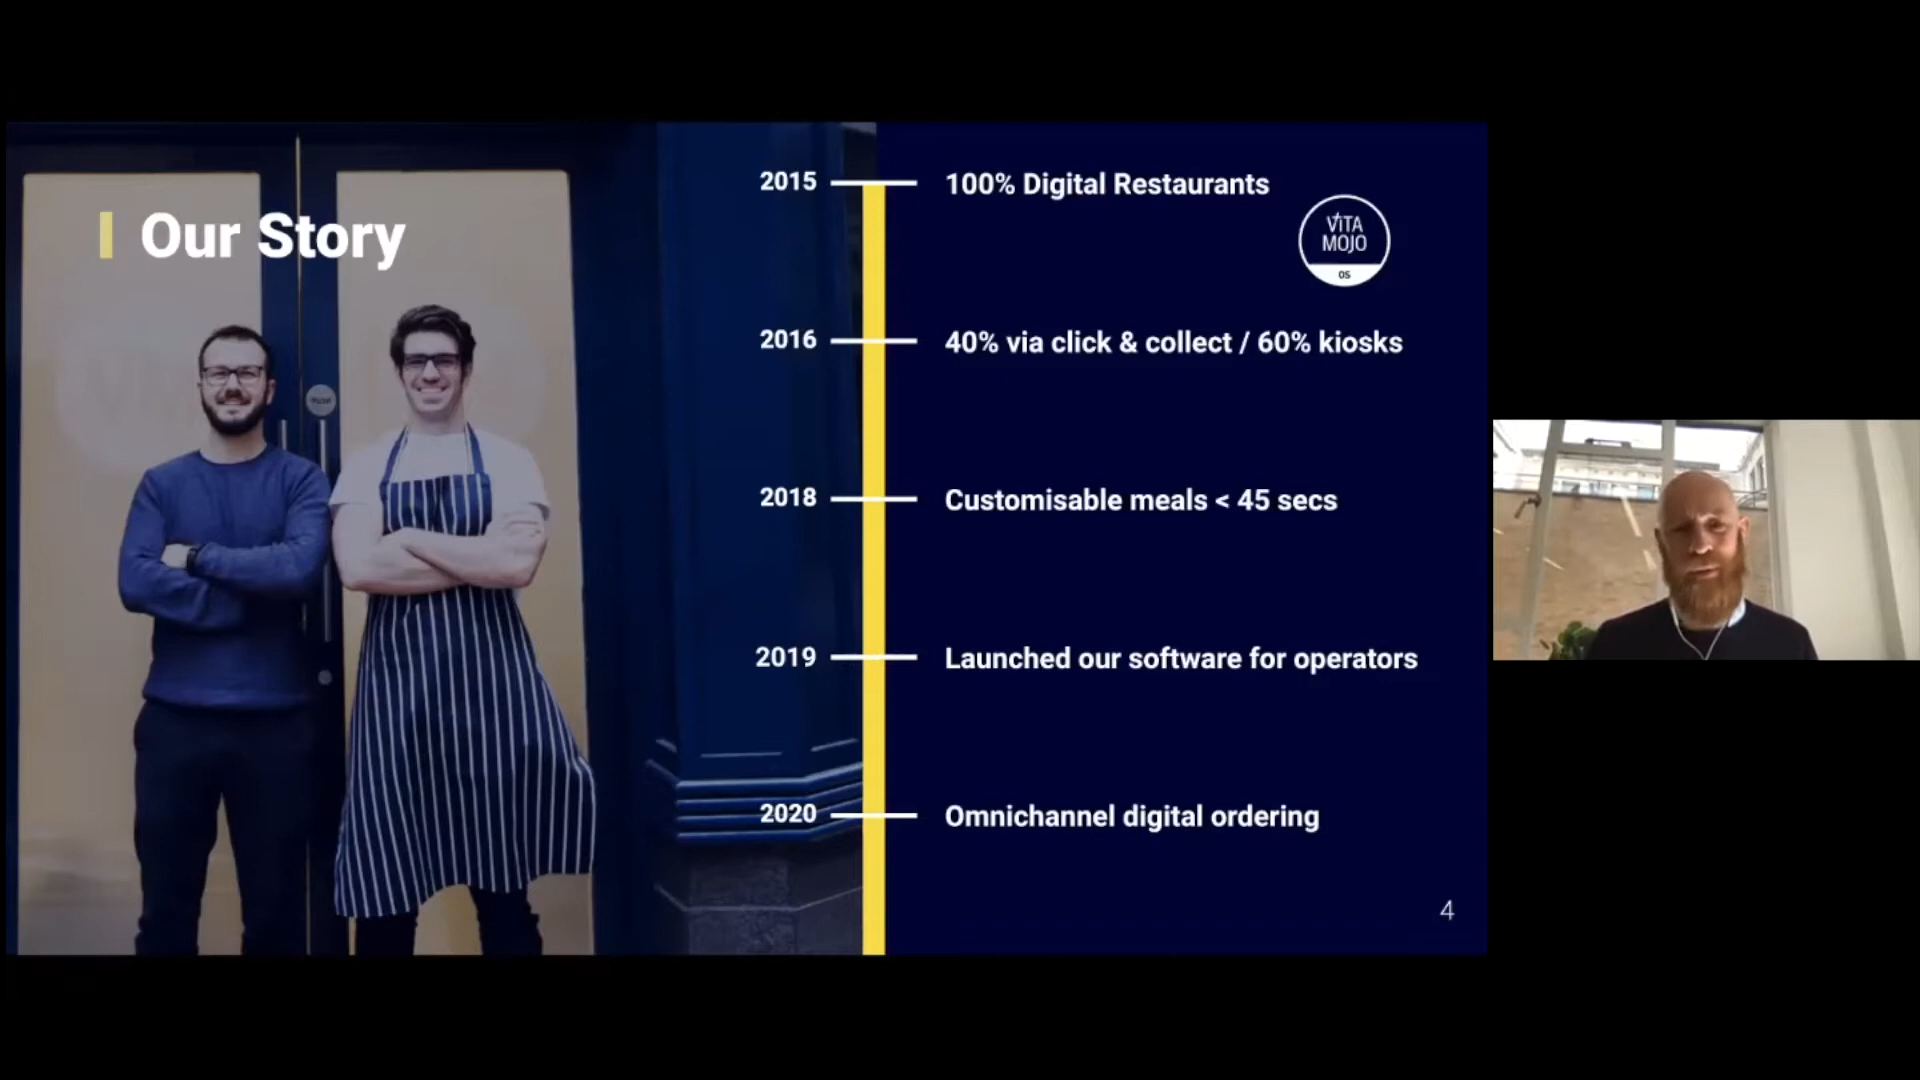 Our Story
2015
100% Digital Restaurants
VITA
MOJO
OS
2016
40% via click & collect / 60% kiosks
2018
Customisable meals < 45 secs
2019
Launched our software for operators
2020
Omnichannel digital ordering
4